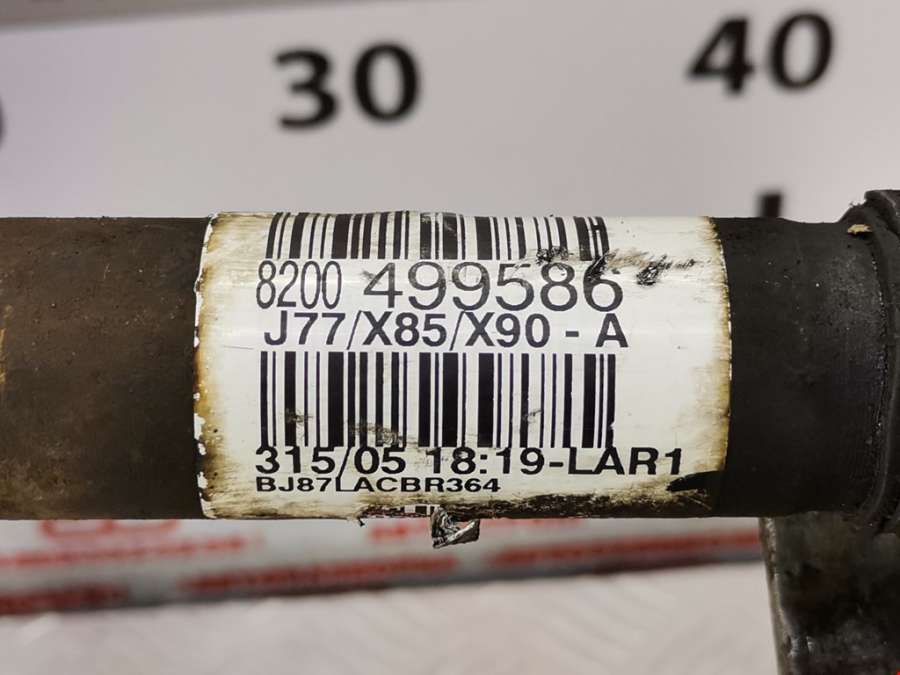 30
40
8200 499586
J77/X85/X90 - A
315/05 18:19-LAR1
BJ87LACBR364